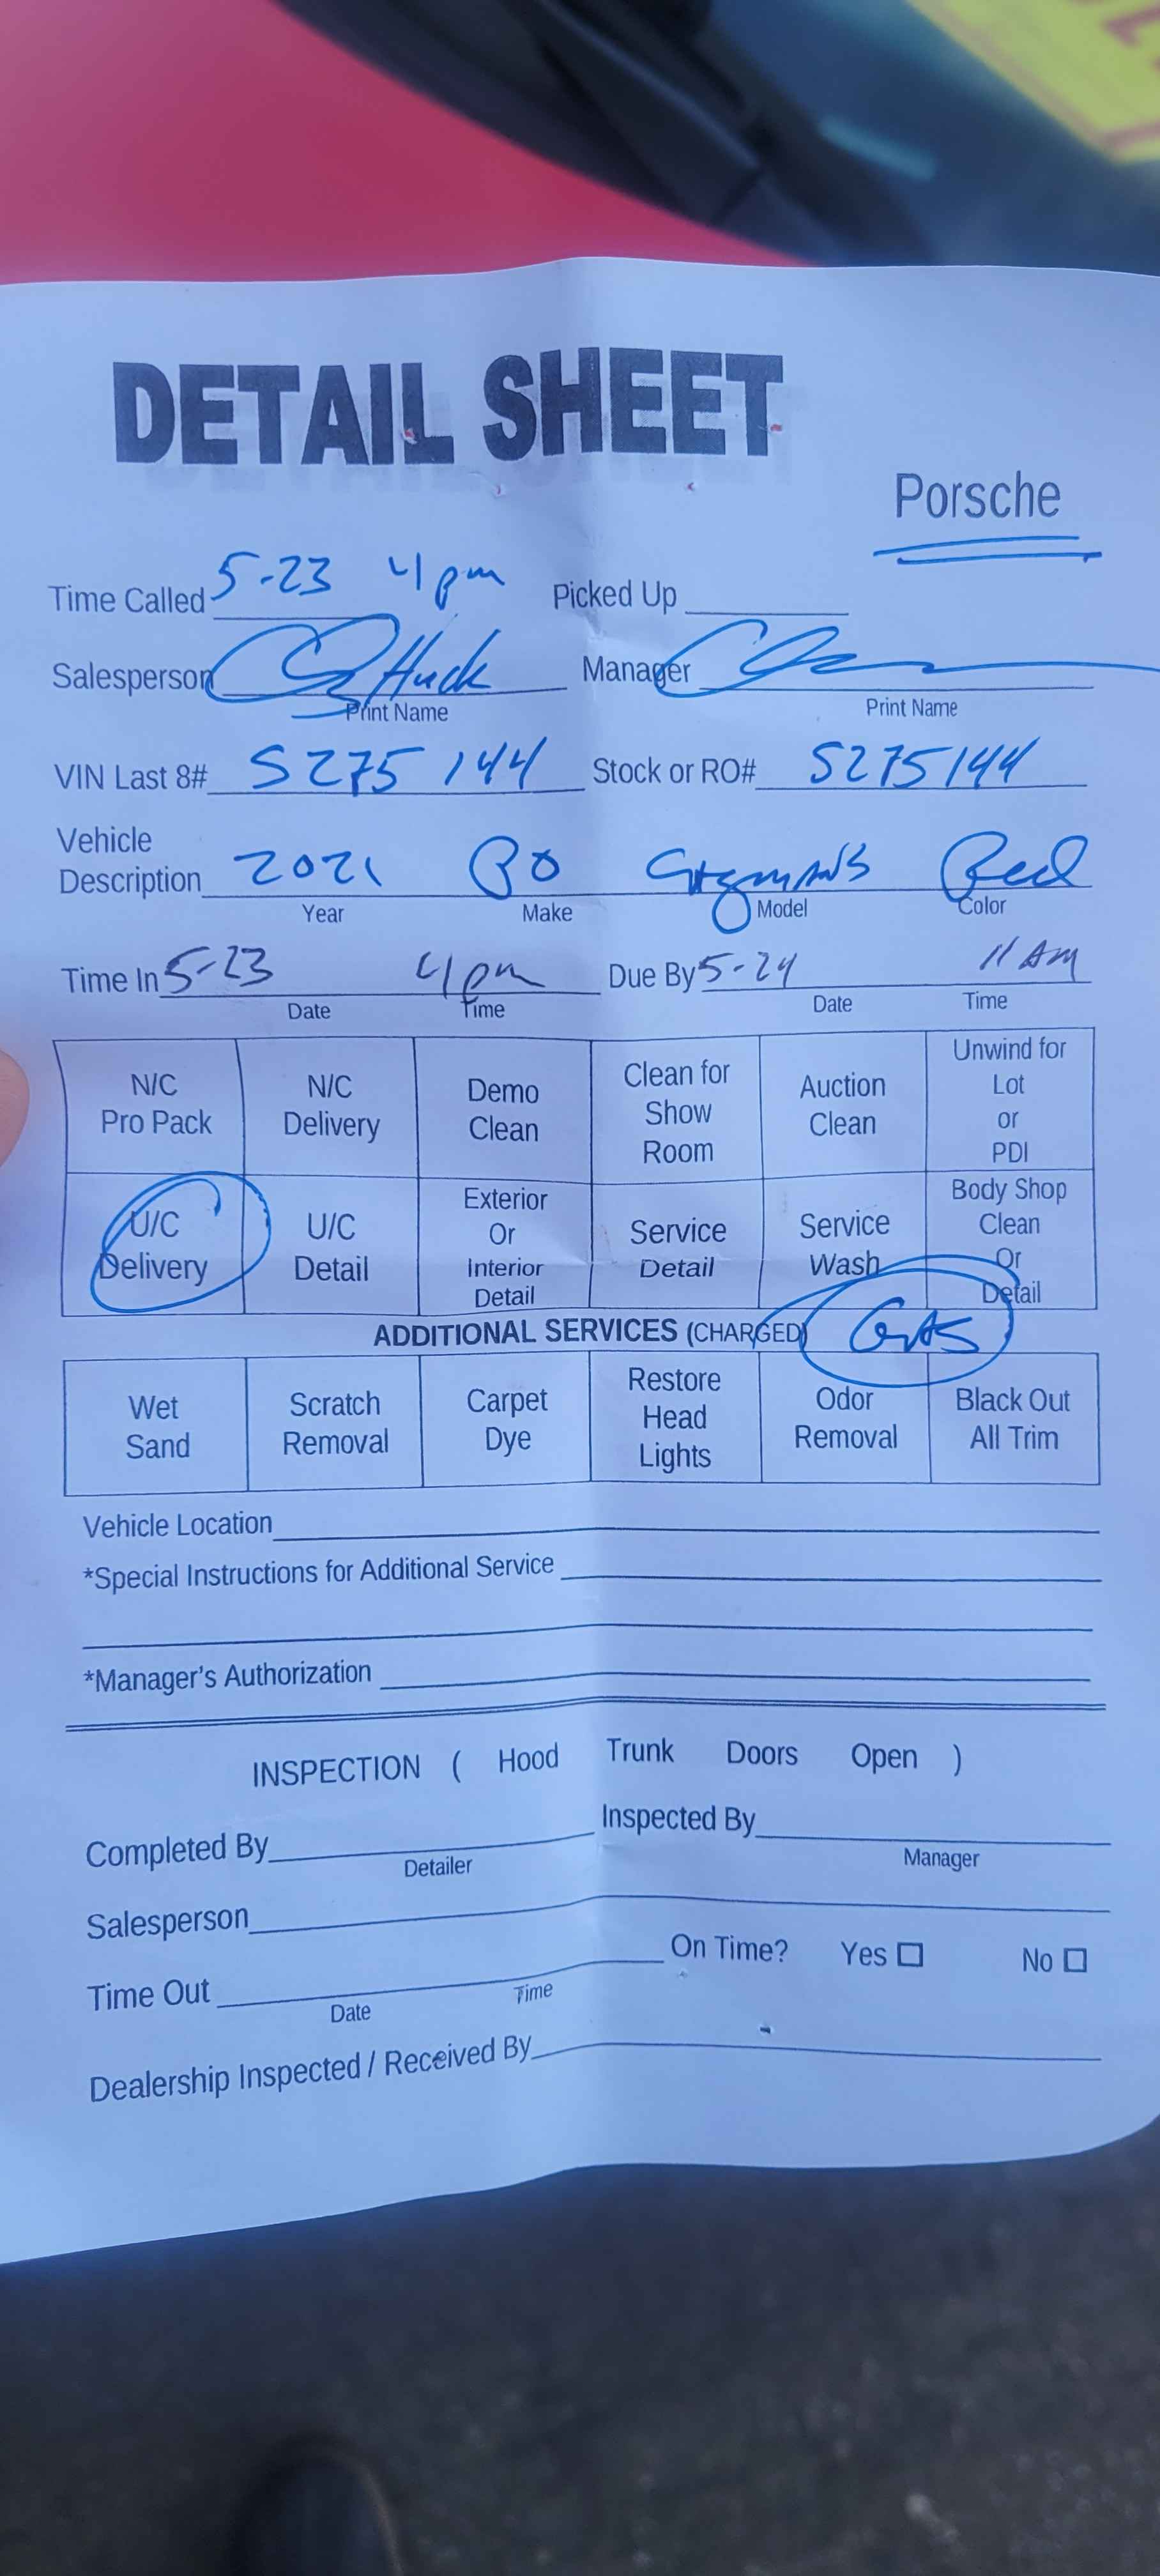 DETAIL SHEET
Porsche
Time Called 5-23 4pm Picked Up
Salesperson Huck Manager
Print Name Print Name
VIN Last 8# S275144 Stock or RO# S275144
Vehicle
Description 2021 PO Red
Year Make Model Color
Time In 5-23 4pm Due By 5-24 11 AM
Date Time Date Time
N/C Pro Pack N/C Delivery Demo Clean Clean for Show Room Auction Clean Unwind for Lot or PDI
U/C Delivery U/C Detail Exterior Or Interior Detail Service Detail Service Wash Body Shop Clean Or Detail
ADDITIONAL SERVICES (CHARGED) GAS
Wet Sand Scratch Removal Carpet Dye Restore Head Lights Odor Removal Black Out All Trim
Vehicle Location
*Special Instructions for Additional Service
*Manager's Authorization
INSPECTION ( Hood Trunk Doors Open )
Completed By Inspected By
Detailer Manager
Salesperson
Time Out On Time? Yes No
Date Time
Dealership Inspected / Received By